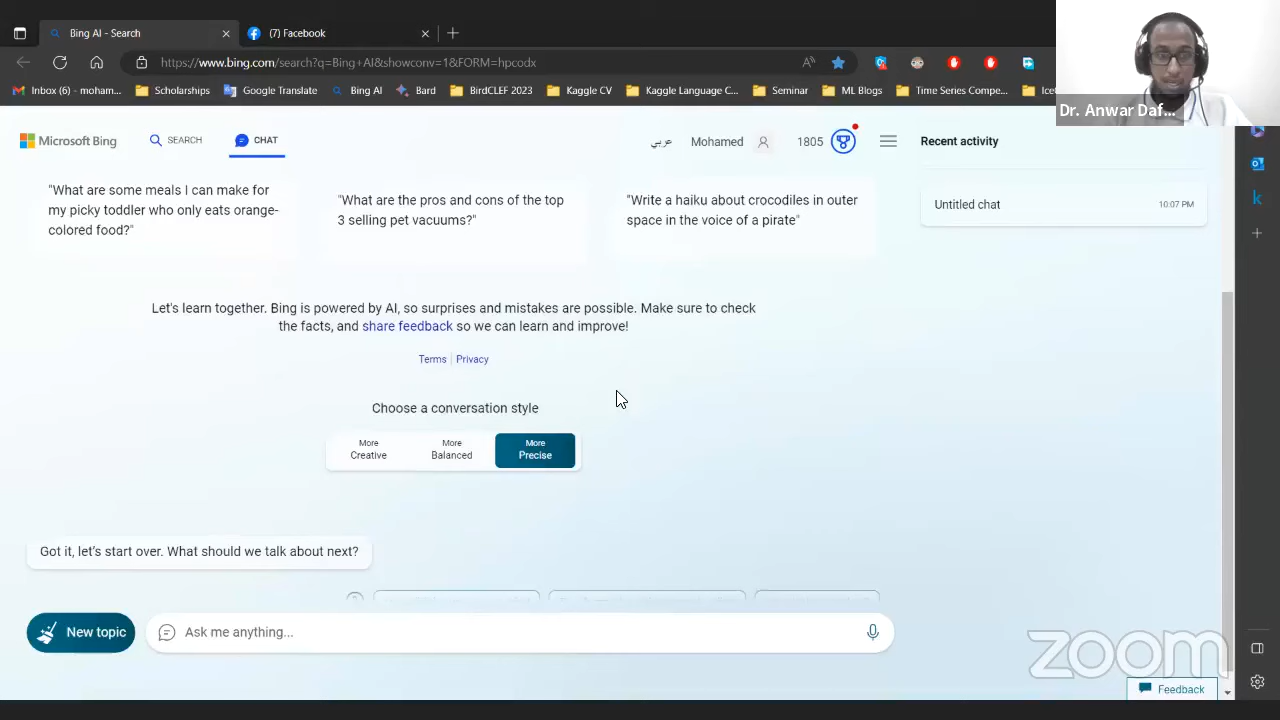 Bing AI - Search
(7) Facebook
https://www.bing.com/search?q=Bing+AI&showconv=1&FORM=hpcodx
Inbox (6) - moham...
Scholarships
Google Translate
Bing AI
Bard
BirdCLEF 2023
Kaggle CV
Kaggle Language C...
Seminar
ML Blogs
Time Series Compe...
Dr. Anwar Daf...
Microsoft Bing
SEARCH
CHAT
عربي
Mohamed
1805
Recent activity
"What are some meals I can make for
my picky toddler who only eats orange-
colored food?"
"What are the pros and cons of the top
3 selling pet vacuums?"
"Write a haiku about crocodiles in outer
space in the voice of a pirate"
Untitled chat
10:07 PM
Let's learn together. Bing is powered by AI, so surprises and mistakes are possible. Make sure to check
the facts, and share feedback so we can learn and improve!
Terms | Privacy
Choose a conversation style
More
Creative
More
Balanced
More
Precise
Got it, let's start over. What should we talk about next?
New topic
Ask me anything...
zoom
Feedback